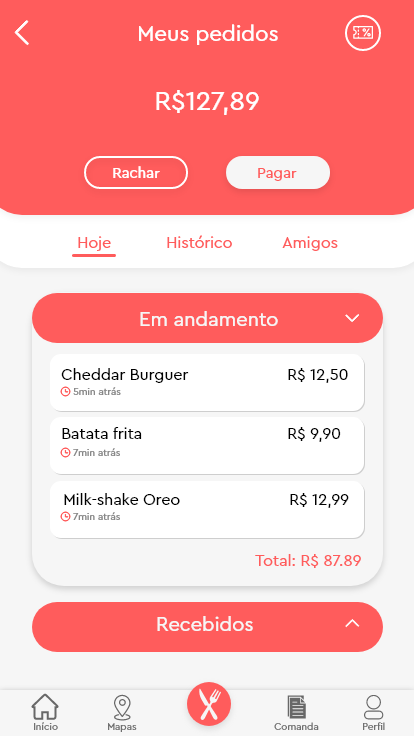 Meus pedidos
%
R$127,89
Rachar
Pagar
Hoje
Histórico
Amigos
Em andamento
Cheddar Burguer R$ 12,50
5min atrás
Batata frita R$ 9,90
7min atrás
Milk-shake Oreo R$ 12,99
7min atrás
Total: R$ 87.89
Recebidos
Início
Mapas
Comanda
Perfil